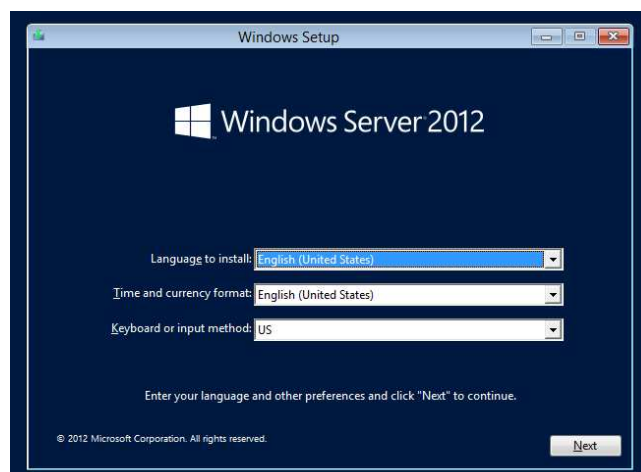 Windows Setup
Windows Server 2012
Language to install: English (United States)
Time and currency format: English (United States)
Keyboard or input method: US
Enter your language and other preferences and click "Next" to continue.
© 2012 Microsoft Corporation. All rights reserved.
Next